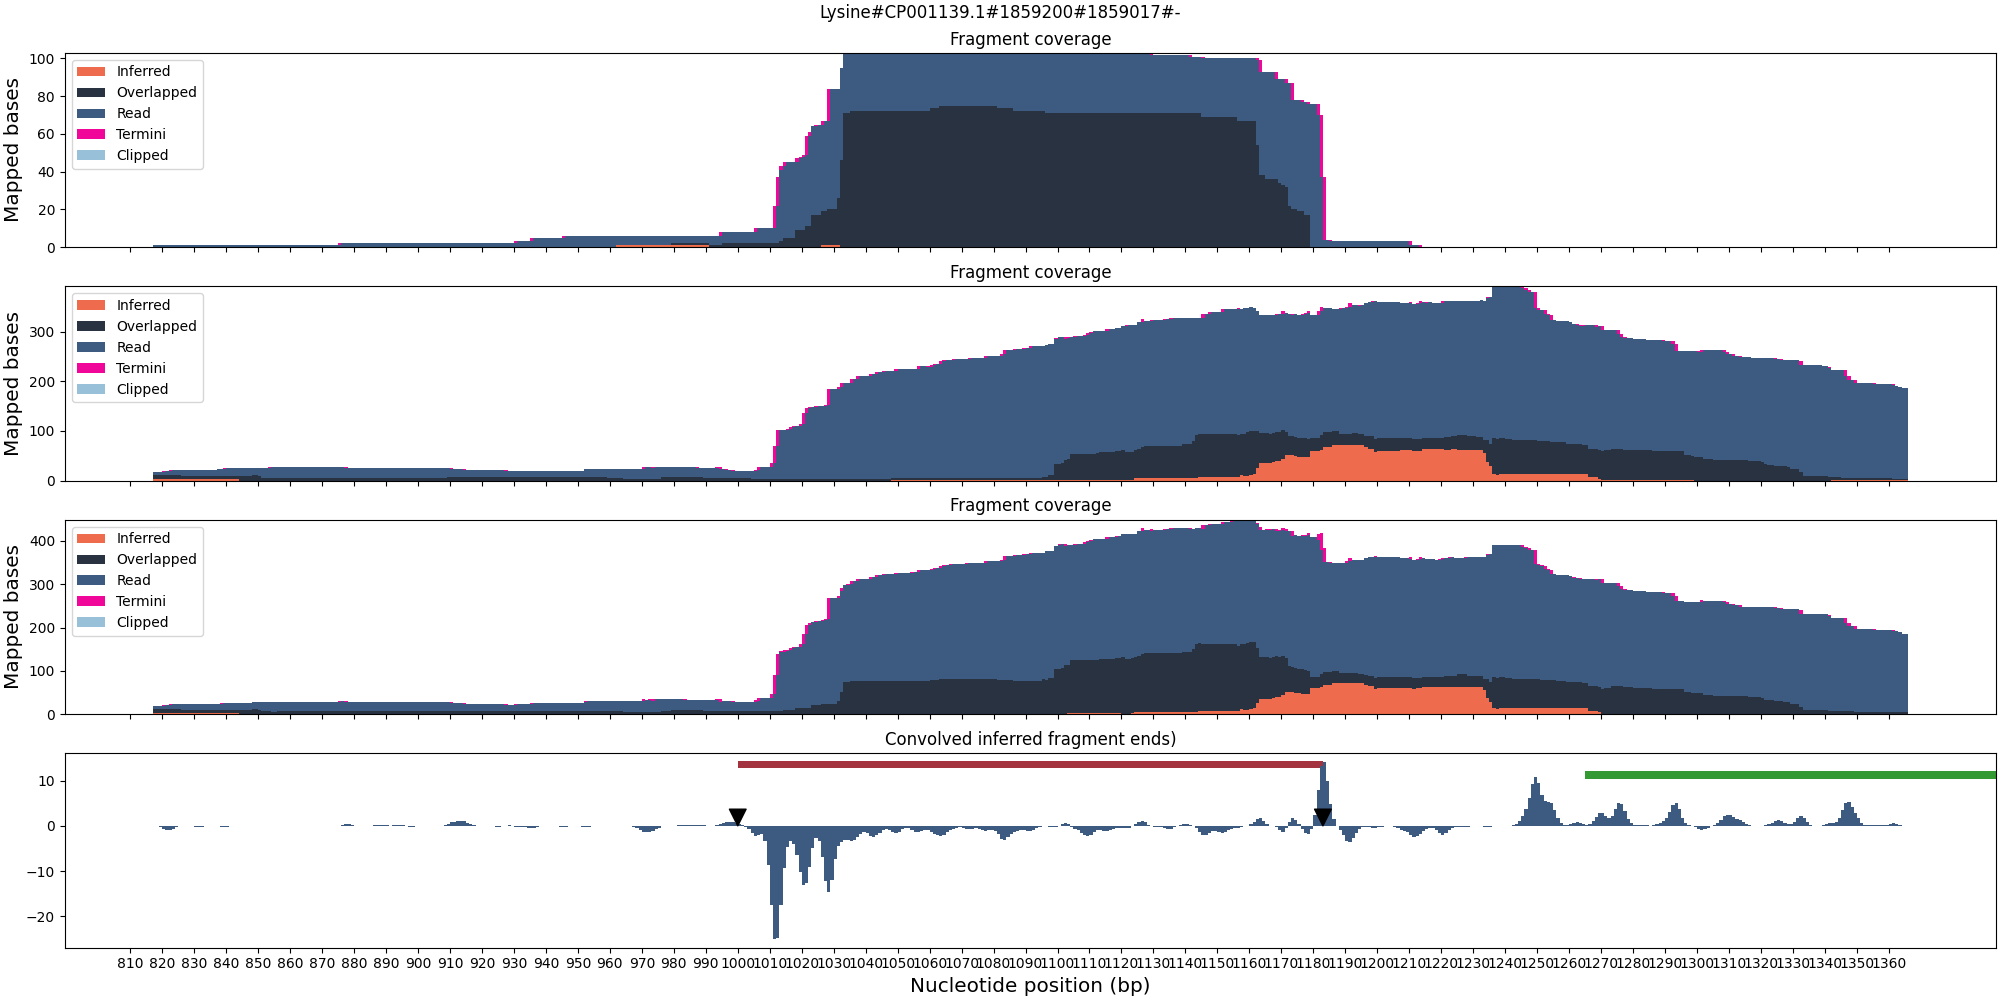 Lysine#CP001139.1#1859200#1859017#-
Fragment coverage
Mapped bases
100
80
60
40
20
0
Inferred
Overlapped
Read
Termini
Clipped
Fragment coverage
Mapped bases
300
200
100
0
Inferred
Overlapped
Read
Termini
Clipped
Fragment coverage
Mapped bases
400
300
200
100
0
Inferred
Overlapped
Read
Termini
Clipped
Convolved inferred fragment ends)
10
0
−10
−20
810 820 830 840 850 860 870 880 890 900 910 920 930 940 950 960 970 980 990 1000 1010 1020 1030 1040 1050 1060 1070 1080 1090 1100 1110 1120 1130 1140 1150 1160 1170 1180 1190 1200 1210 1220 1230 1240 1250 1260 1270 1280 1290 1300 1310 1320 1330 1340 1350 1360
Nucleotide position (bp)